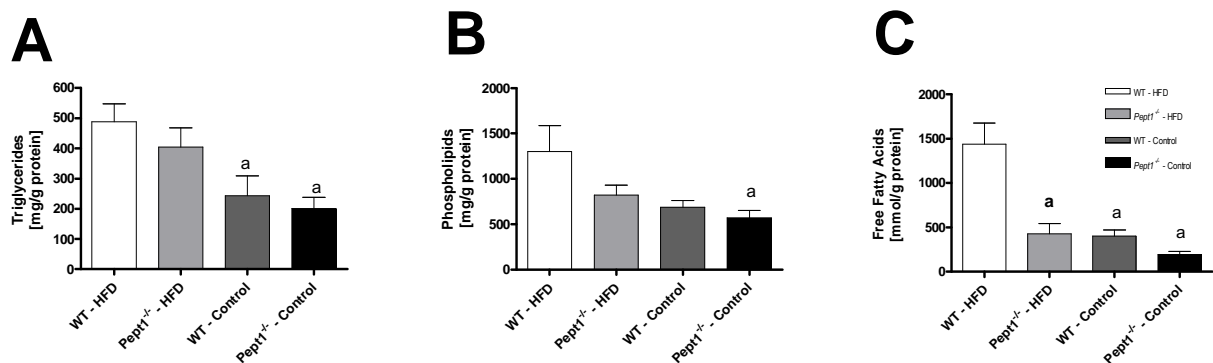 A
Triglycerides
[mg/g protein]
600
500
400
300
200
100
0
a
a
WT - HFD
Pept1-/- - HFD
WT - Control
Pept1-/- - Control
B
Phospholipids
[mg/g protein]
2000
1500
1000
500
0
a
WT - HFD
Pept1-/- - HFD
WT - Control
Pept1-/- - Control
C
Free Fatty Acids
[mmol/g protein]
2000
1500
1000
500
0
WT - HFD
Pept1-/- - HFD
WT - Control
Pept1-/- - Control
a
a
a
WT - HFD
Pept1-/- - HFD
WT - Control
Pept1-/- - Control